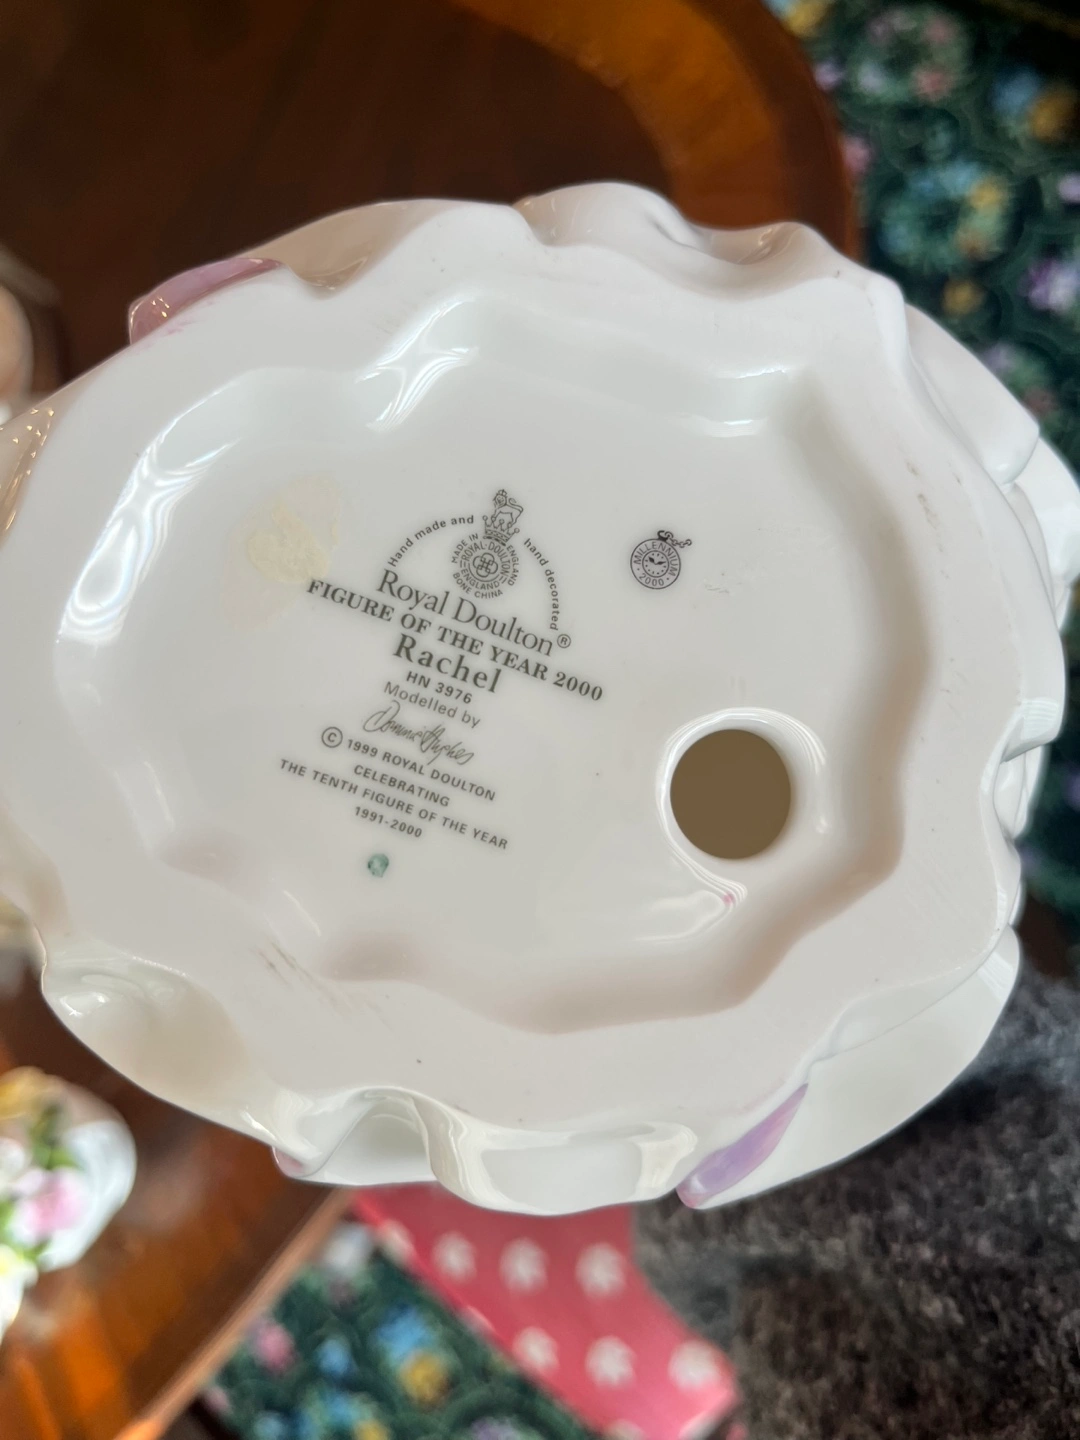 Hand made and hand decorated
MADE IN ENGLAND
ROYAL DOULTON
ENGLAND
BONE CHINA
Royal Doulton®
FIGURE OF THE YEAR 2000
Rachel
HN 3976
Modelled by
© 1999 ROYAL DOULTON
CELEBRATING
THE TENTH FIGURE OF THE YEAR
1991-2000
MILLENNIUM
2000